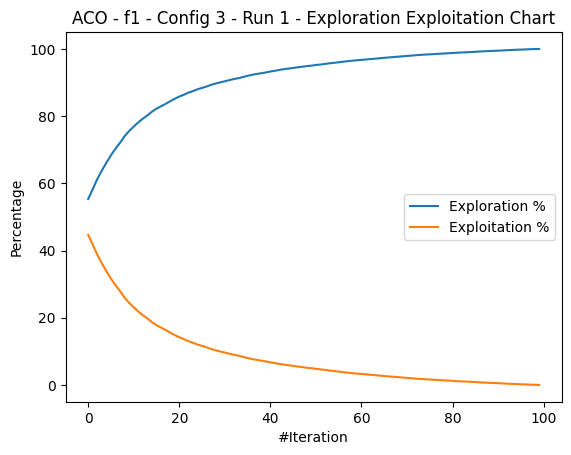 ACO - f1 - Config 3 - Run 1 - Exploration Exploitation Chart
100
80
60
40
20
0
Percentage
Exploration %
Exploitation %
0 20 40 60 80 100
#Iteration